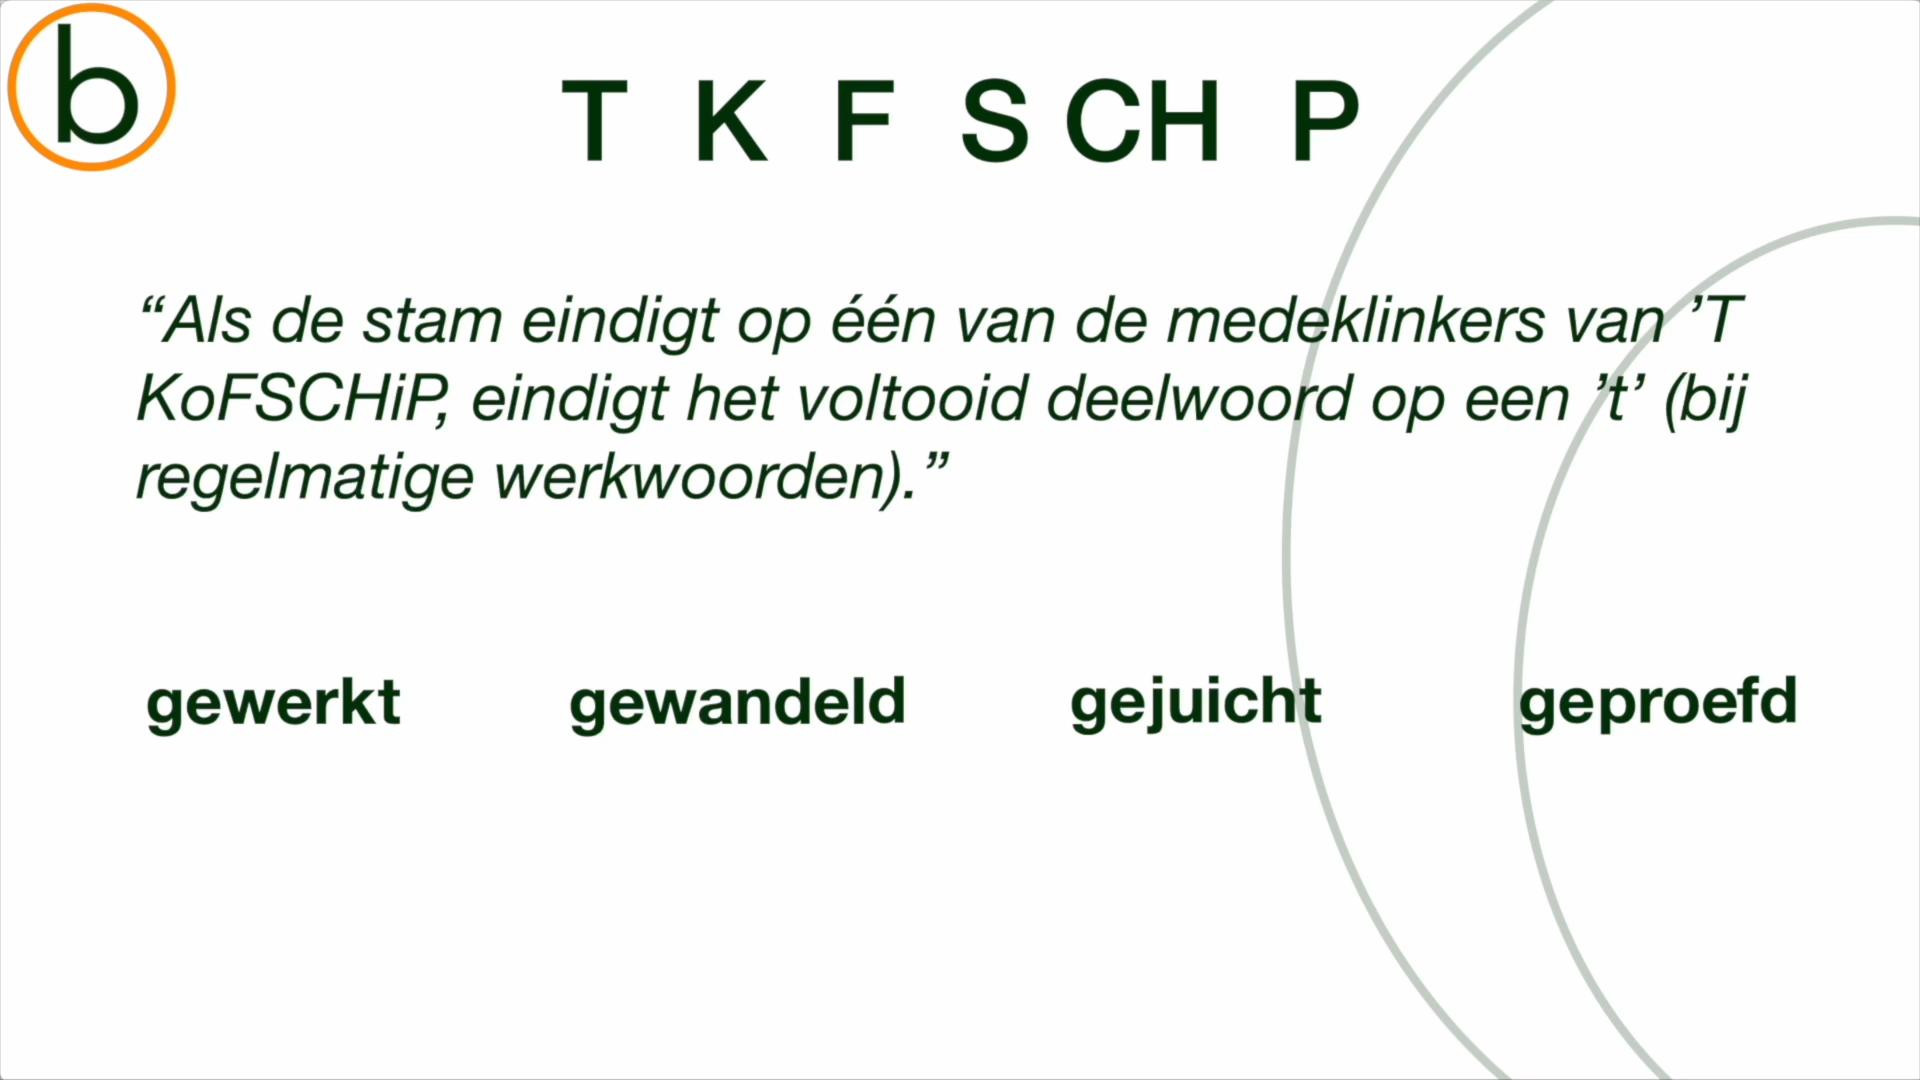 b
T K F S CH P
“Als de stam eindigt op één van de medeklinkers van ’T
KoFSCHiP, eindigt het voltooid deelwoord op een ’t’ (bij
regelmatige werkwoorden).”
gewerkt gewandeld gejuicht geproefd